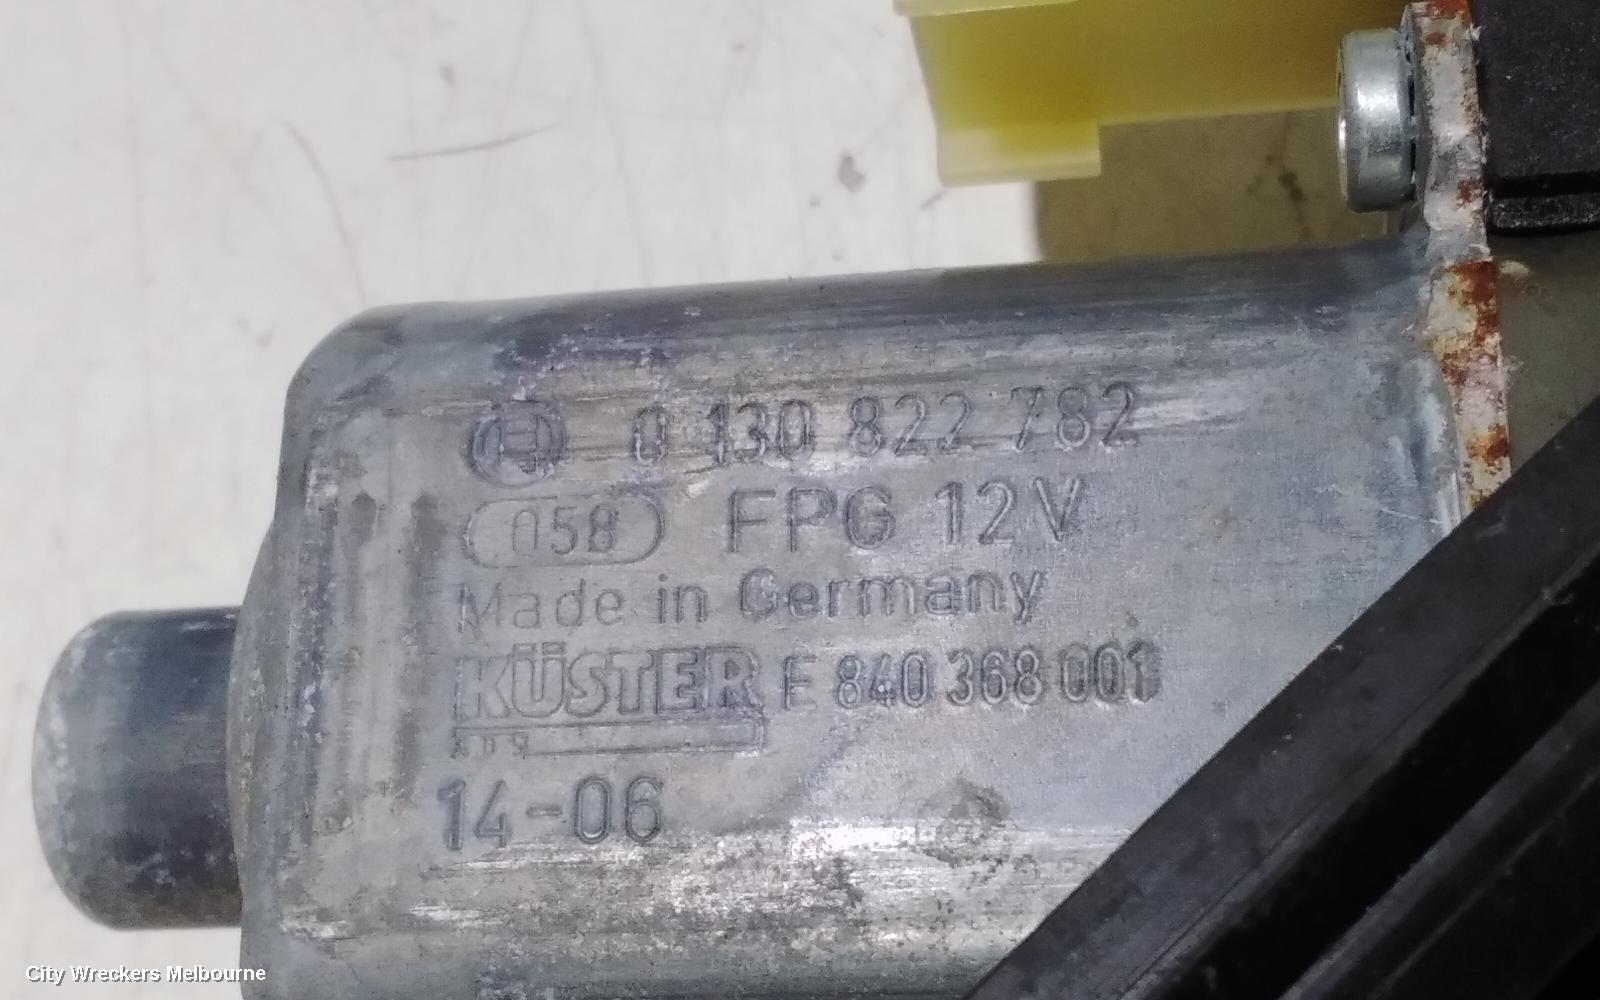 0 130 822 782
058 FPG 12V
Made in Germany
KÜSTER E 840 368 001
14-06
City Wreckers Melbourne